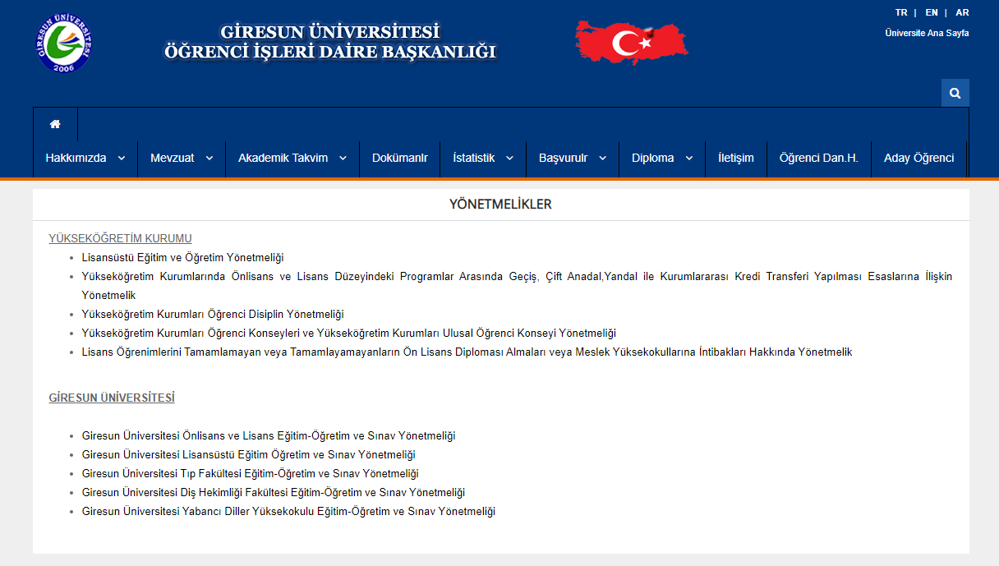 GİRESUN ÜNİVERSİTESİ
2006
GİRESUN ÜNİVERSİTESİ
ÖĞRENCİ İŞLERİ DAİRE BAŞKANLIĞI
TR | EN | AR
Üniversite Ana Sayfa
Hakkımızda Mevzuat Akademik Takvim Dokümanlr İstatistik Başvurulr Diploma İletişim Öğrenci Dan.H. Aday Öğrenci
YÖNETMELİKLER
YÜKSEKÖĞRETİM KURUMU
Lisansüstü Eğitim ve Öğretim Yönetmeliği
Yükseköğretim Kurumlarında Önlisans ve Lisans Düzeyindeki Programlar Arasında Geçiş, Çift Anadal,Yandal ile Kurumlararası Kredi Transferi Yapılması Esaslarına İlişkin
Yönetmelik
Yükseköğretim Kurumları Öğrenci Disiplin Yönetmeliği
Yükseköğretim Kurumları Öğrenci Konseyleri ve Yükseköğretim Kurumları Ulusal Öğrenci Konseyi Yönetmeliği
Lisans Öğrenimlerini Tamamlamayan veya Tamamlayamayanların Ön Lisans Diploması Almaları veya Meslek Yüksekokullarına İntibakları Hakkında Yönetmelik
GİRESUN ÜNİVERSİTESİ
Giresun Üniversitesi Önlisans ve Lisans Eğitim-Öğretim ve Sınav Yönetmeliği
Giresun Üniversitesi Lisansüstü Eğitim Öğretim ve Sınav Yönetmeliği
Giresun Üniversitesi Tıp Fakültesi Eğitim-Öğretim ve Sınav Yönetmeliği
Giresun Üniversitesi Diş Hekimliği Fakültesi Eğitim-Öğretim ve Sınav Yönetmeliği
Giresun Üniversitesi Yabancı Diller Yüksekokulu Eğitim-Öğretim ve Sınav Yönetmeliği